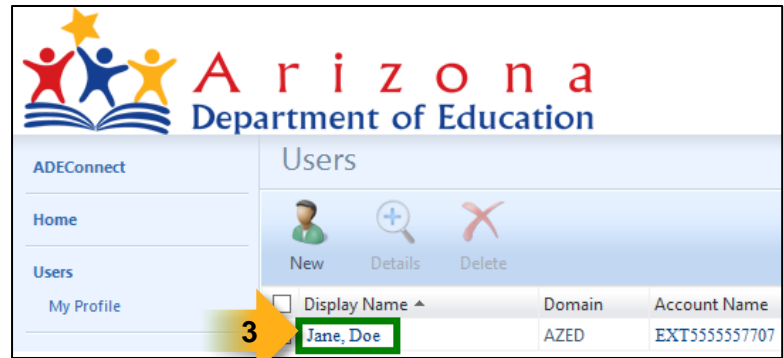 Arizona
Department of Education
ADEConnect
Home
Users
My Profile
Users
New Details Delete
Display Name Domain Account Name
3 Jane, Doe AZED EXT5555557707